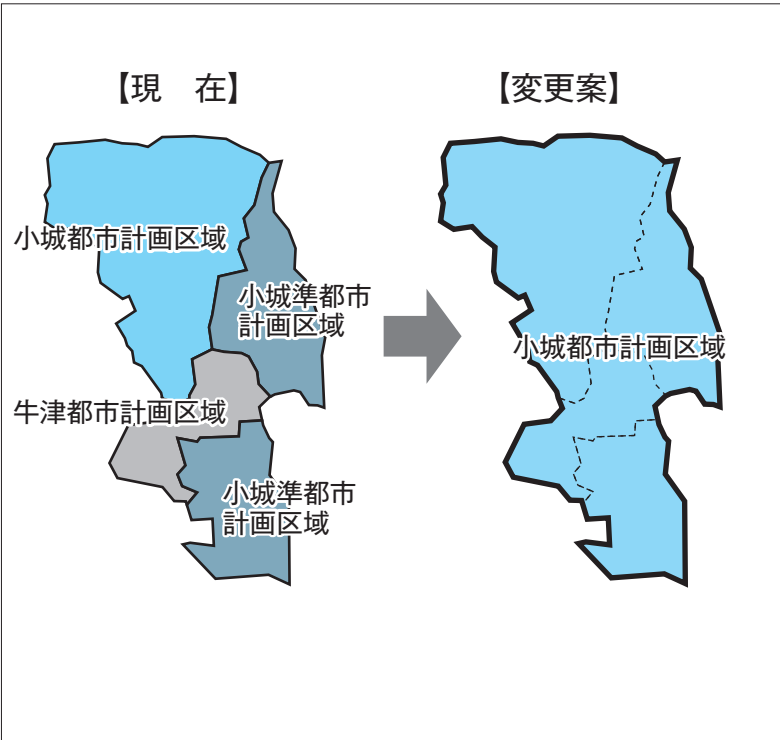 【現　在】
【変更案】
小城都市計画区域
小城準都市
計画区域
牛津都市計画区域
小城準都市
計画区域
小城都市計画区域